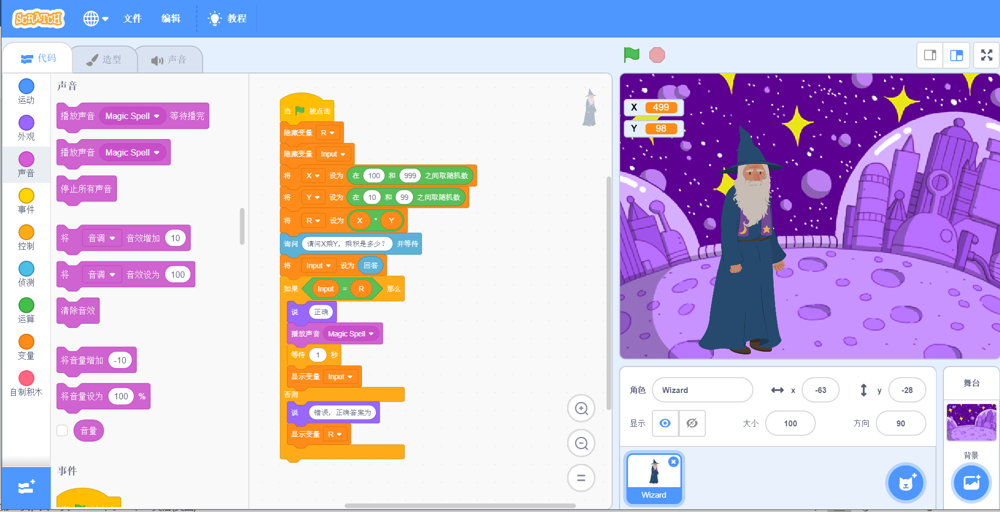 SCRATCH
文件
编辑
教程
代码
造型
声音
运动
外观
声音
事件
控制
侦测
运算
变量
自制积木
声音
播放声音 Magic Spell 等待播完
播放声音 Magic Spell
停止所有声音
将 音调 音效增加 10
将 音调 音效设为 100
清除音效
将音量增加 -10
将音量设为 100 %
音量
事件
当 被点击
隐藏变量 R
隐藏变量 Input
将 X 设为 在 100 和 999 之间取随机数
将 Y 设为 在 10 和 99 之间取随机数
将 R 设为 X * Y
询问 请问X乘Y，乘积是多少？ 并等待
将 Input 设为 回答
如果 Input = R 那么
说 正确
播放声音 Magic Spell
等待 1 秒
显示变量 Input
否则
说 错误，正确答案为
显示变量 R
X 499
Y 98
角色 Wizard x -63 y -28
显示 大小 100 方向 90
Wizard
舞台
背景